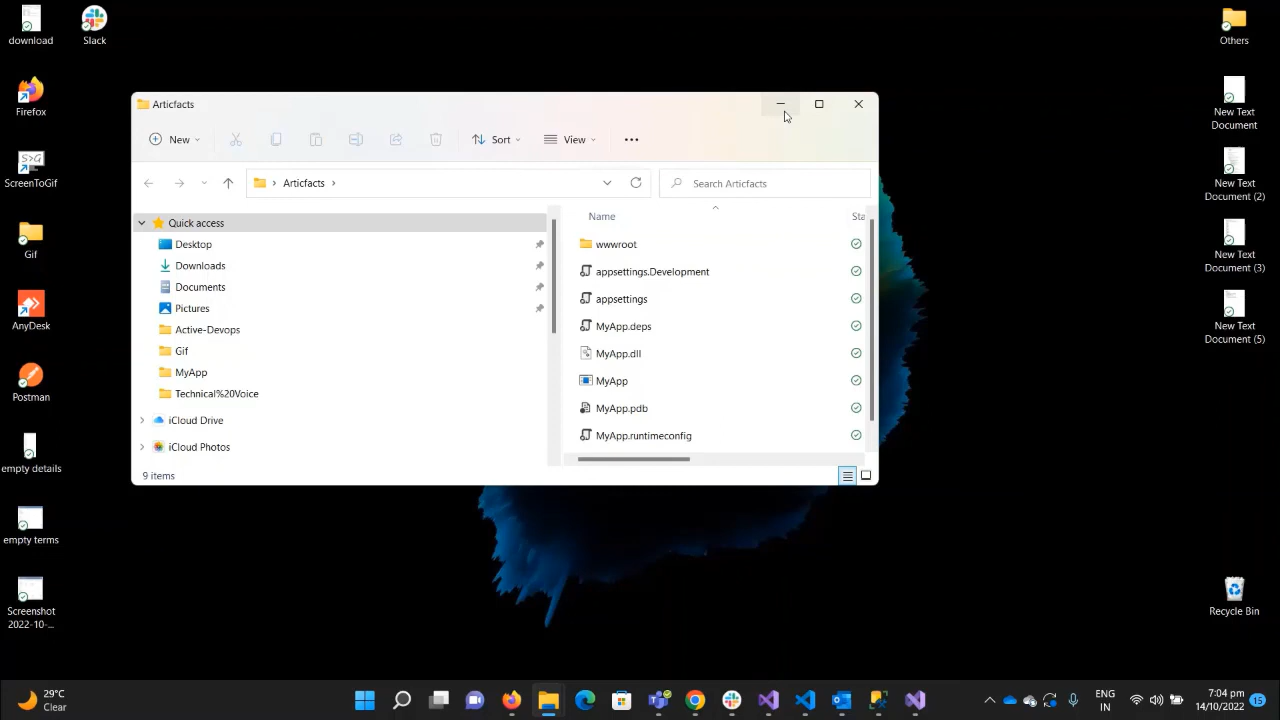 download
Slack
Firefox
S>G
ScreenToGif
Gif
AnyDesk
Postman
empty details
empty terms
Screenshot
2022-10-...
Articfacts
New
Sort
View
Articfacts
Search Articfacts
Quick access
Desktop
Downloads
Documents
Pictures
Active-Devops
Gif
MyApp
Technical%20Voice
iCloud Drive
iCloud Photos
Name
Sta
wwwroot
appsettings.Development
appsettings
MyApp.deps
MyApp.dll
MyApp
MyApp.pdb
MyApp.runtimeconfig
9 items
Others
New Text
Document
New Text
Document (2)
New Text
Document (3)
New Text
Document (5)
Recycle Bin
29°C
Clear
ENG
IN
7:04 pm
14/10/2022
15